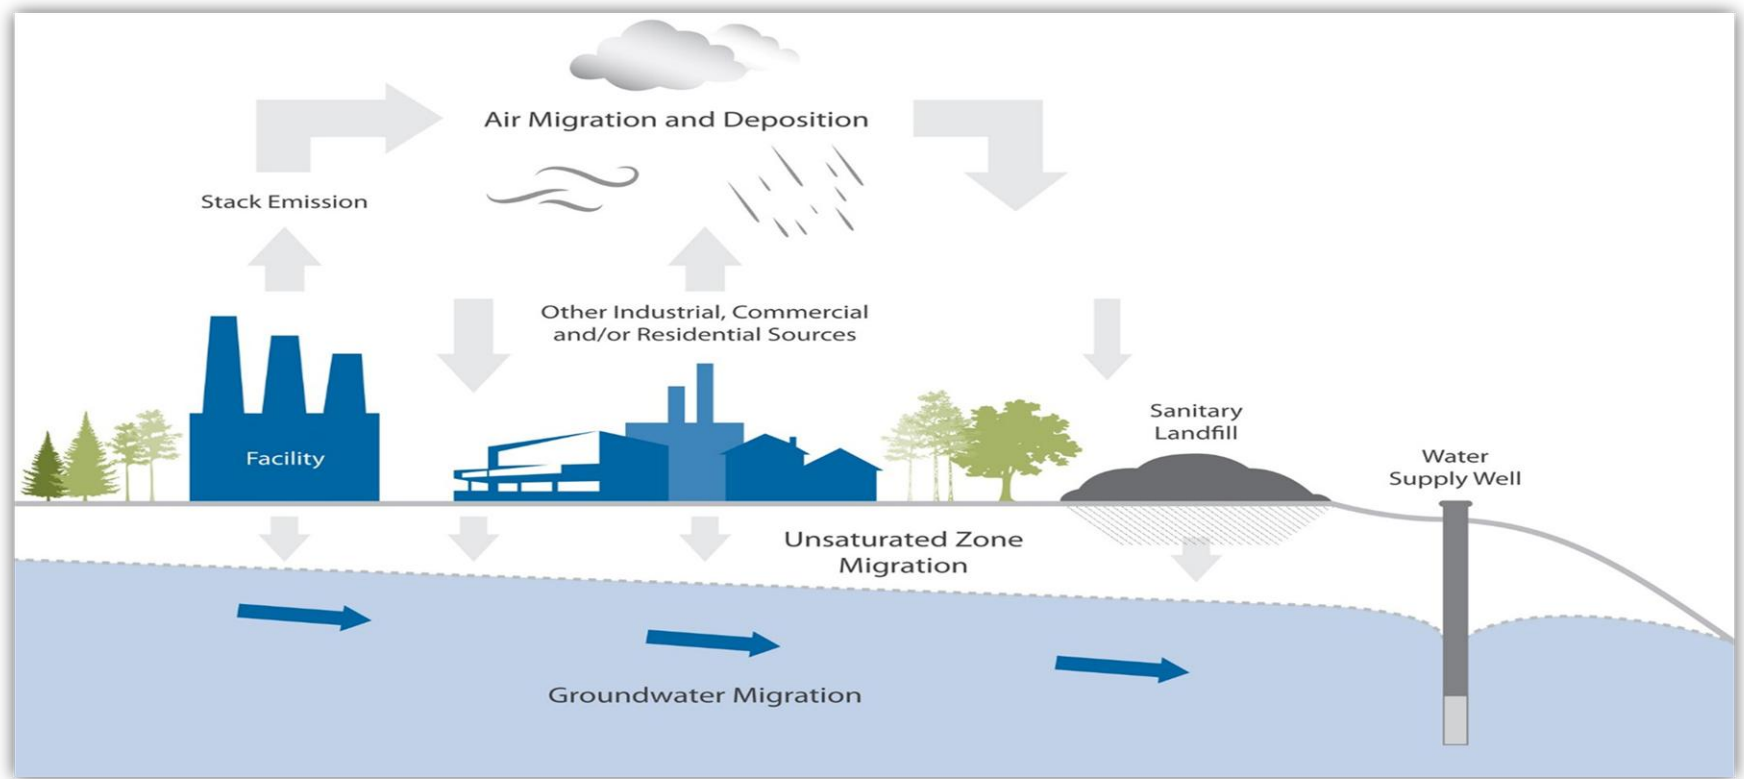 Air Migration and Deposition
Stack Emission
Other Industrial, Commercial
and/or Residential Sources
Facility
Sanitary
Landfill
Water
Supply Well
Unsaturated Zone
Migration
Groundwater Migration